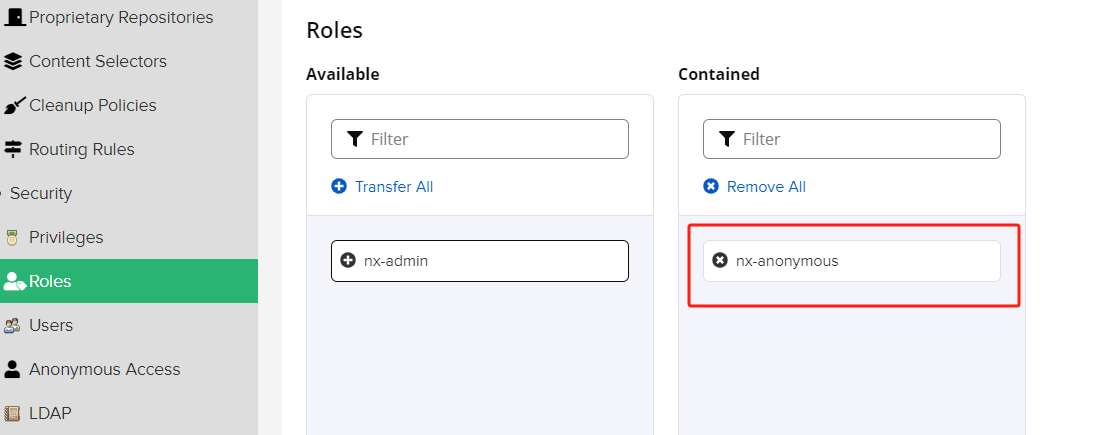 Proprietary Repositories
Content Selectors
Cleanup Policies
Routing Rules
Security
Privileges
Roles
Users
Anonymous Access
LDAP
Roles
Available
Filter
Transfer All
nx-admin
Contained
Filter
Remove All
nx-anonymous